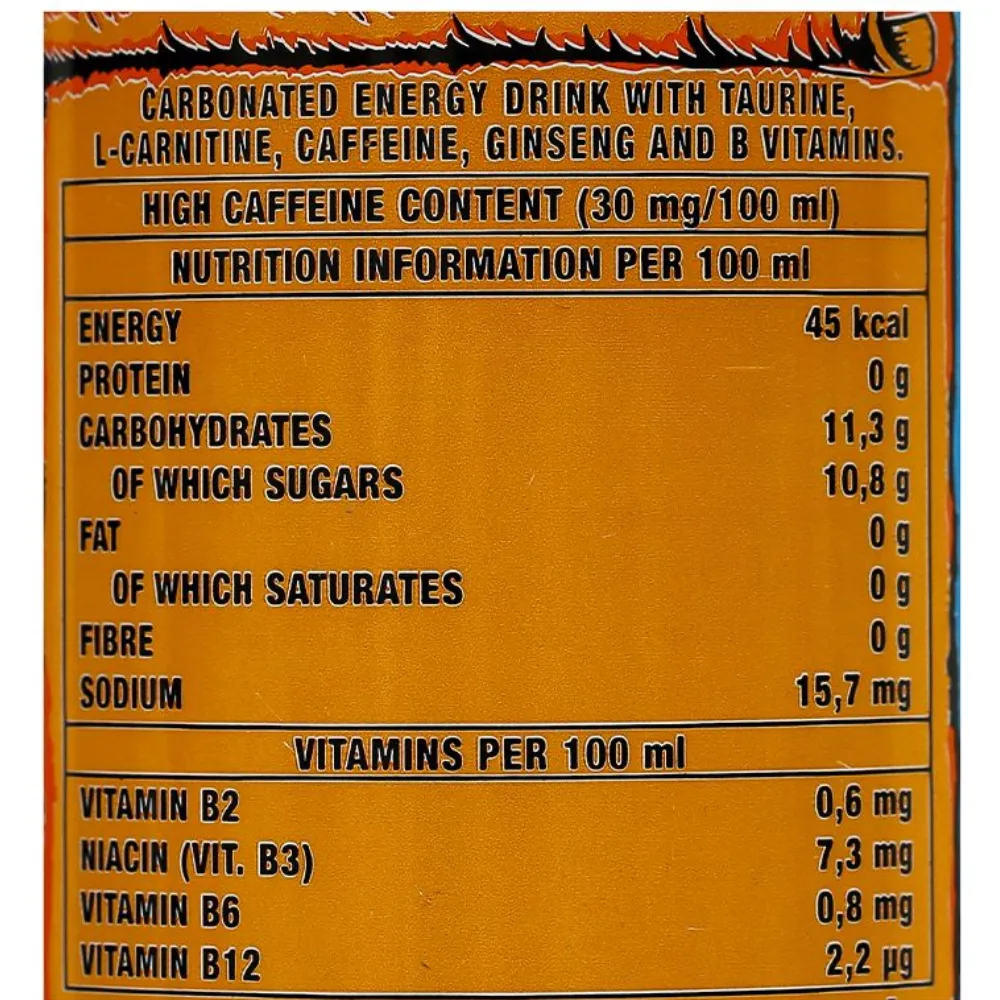 CARBONATED ENERGY DRINK WITH TAURINE,
L-CARNITINE, CAFFEINE, GINSENG AND B VITAMINS.
HIGH CAFFEINE CONTENT (30 mg/100 ml)
NUTRITION INFORMATION PER 100 ml
ENERGY 45 kcal
PROTEIN 0 g
CARBOHYDRATES 11,3 g
OF WHICH SUGARS 10,8 g
FAT 0 g
OF WHICH SATURATES 0 g
FIBRE 0 g
SODIUM 15,7 mg
VITAMINS PER 100 ml
VITAMIN B2 0,6 mg
NIACIN (VIT. B3) 7,3 mg
VITAMIN B6 0,8 mg
VITAMIN B12 2,2 µg